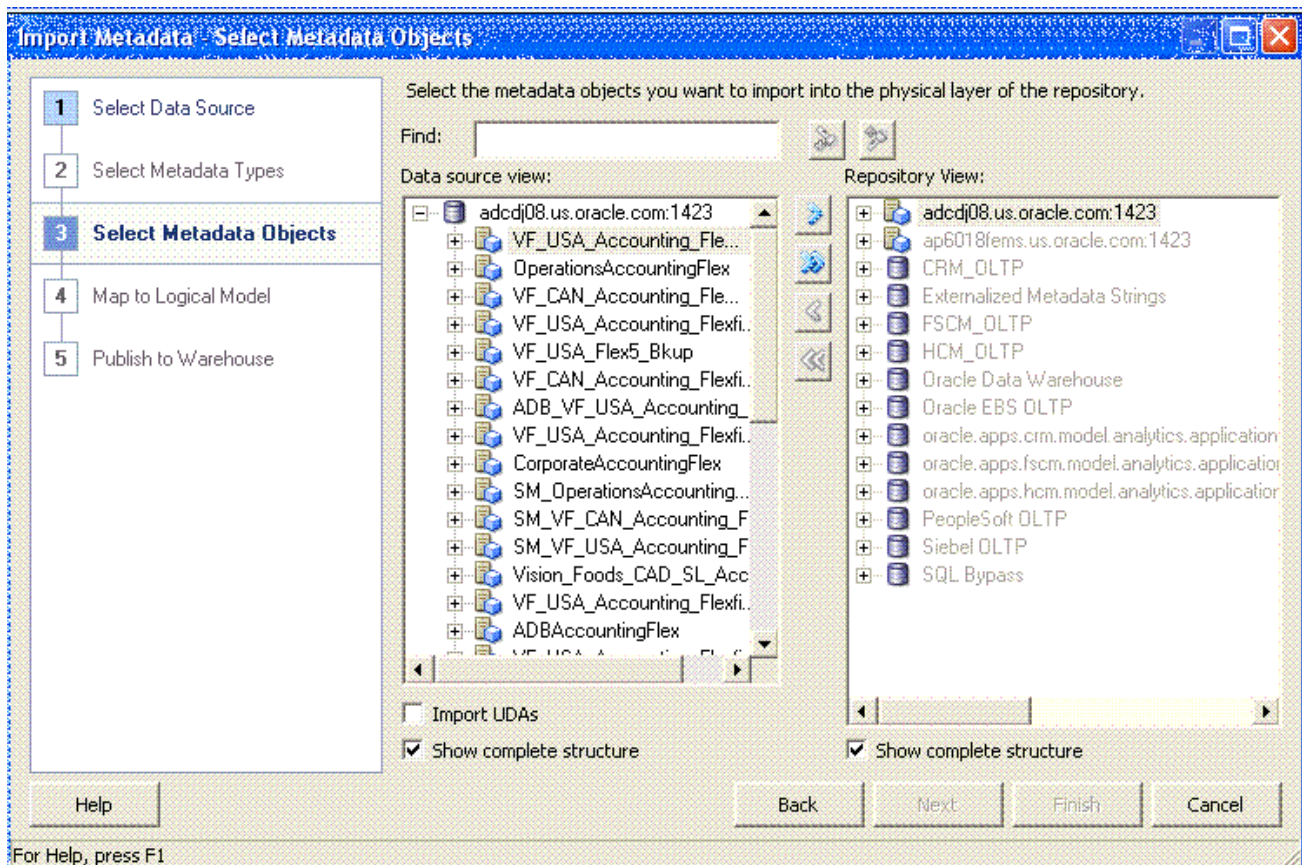 Import Metadata - Select Metadata Objects
1 Select Data Source
2 Select Metadata Types
3 Select Metadata Objects
4 Map to Logical Model
5 Publish to Warehouse
Select the metadata objects you want to import into the physical layer of the repository.
Find:
Data source view:
adcdj08.us.oracle.com:1423
VF_USA_Accounting_Fle...
OperationsAccountingFlex
VF_CAN_Accounting_Fle...
VF_USA_Accounting_Flexfi..
VF_USA_Flex5_Bkup
VF_CAN_Accounting_Flexfi..
ADB_VF_USA_Accounting_
VF_USA_Accounting_Flexfi..
CorporateAccountingFlex
SM_OperationsAccounting...
SM_VF_CAN_Accounting_F
SM_VF_USA_Accounting_F
Vision_Foods_CAD_SL_Acc
VF_USA_Accounting_Flexfi..
ADBAccountingFlex
Import UDAs
Show complete structure
Repository View:
adcdj08.us.oracle.com:1423
ap6018fems.us.oracle.com:1423
CRM_OLTP
Externalized Metadata Strings
FSCM_OLTP
HCM_OLTP
Oracle Data Warehouse
Oracle EBS OLTP
oracle.apps.crm.model.analytics.application
oracle.apps.fscm.model.analytics.application
oracle.apps.hcm.model.analytics.application
PeopleSoft OLTP
Siebel OLTP
SQL Bypass
Show complete structure
Help
Back
Next
Finish
Cancel
For Help, press F1